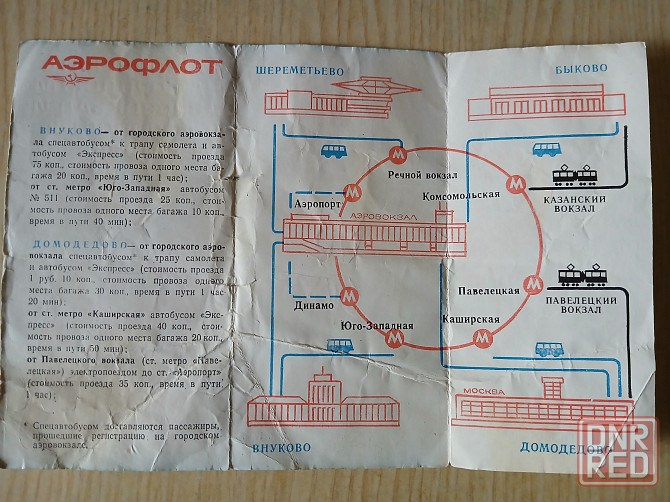 АЭРОФЛОТ
ВНУКОВО — от городского аэровокза-
ла спецавтобусом* к трапу самолета и ав-
тобусом «Экспресс» (стоимость проезда
75 коп., стоимость провоза одного места ба-
гажа 20 коп., время в пути 1 час);
от ст. метро «Юго-Западная» автобусом
№ 511 (стоимость проезда 25 коп., стои-
мость провоза одного места багажа 10 коп.,
время в пути 40 мин);
ДОМОДЕДОВО — от городского аэро-
вокзала спецавтобусом* к трапу самолета
и автобусом «Экспресс» (стоимость проезда
1 руб. 10 коп., стоимость провоза одного
места багажа 30 коп., время в пути 1 час
20 мин);
от ст. метро «Каширская» автобусом «Экс-
пресс» (стоимость проезда 40 коп., стои-
мость провоза одного места багажа 20 коп.,
время в пути 50 мин);
от Павелецкого вокзала (ст. метро «Паве-
лецкая») электропоездом до ст. «Аэропорт»
(стоимость проезда 35 коп., время в пути
1 час);
* Спецавтобусом доставляются пассажиры,
прошедшие регистрацию на городском
аэровокзале.
ШЕРЕМЕТЬЕВО
БЫКОВО
М
Речной вокзал
М
Аэропорт
М
Комсомольская
КАЗАНСКИЙ
ВОКЗАЛ
АЭРОВОКЗАЛ
М
Динамо
М
Павелецкая
ПАВЕЛЕЦКИЙ
ВОКЗАЛ
М
Юго-Западная
М
Каширская
МОСКВА
ВНУКОВО
ДОМОДЕДОВО
DNR
RED